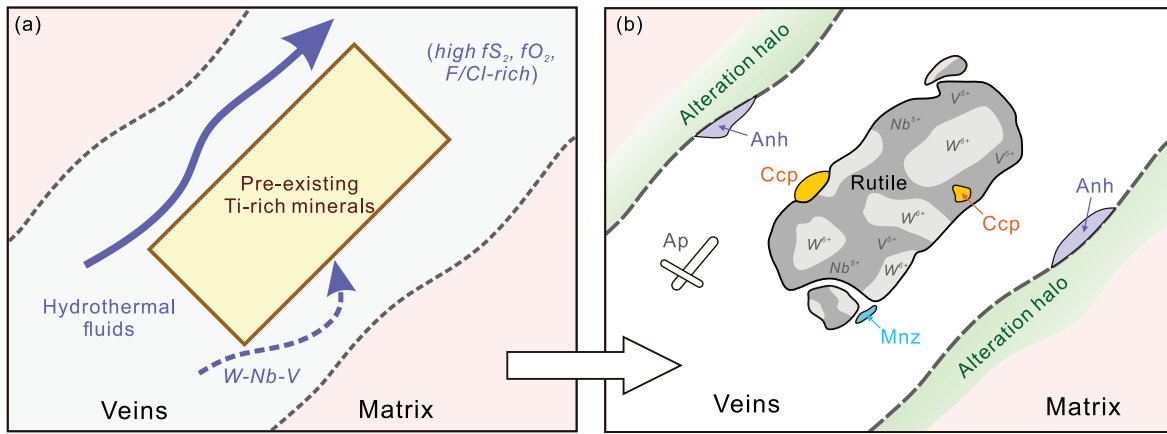 (a)
(high fS₂, fO₂,
F/Cl-rich)
Pre-existing
Ti-rich minerals
Hydrothermal
fluids
W-Nb-V
Veins
Matrix
(b)
Alteration halo
Anh
Ccp
Rutile
V⁵⁺
Nb⁵⁺
W⁶⁺
V⁵⁺
Ccp
Anh
Ap
W⁶⁺
W⁶⁺
V⁵⁺
Nb⁵⁺
W⁶⁺
Mnz
Alteration halo
Veins
Matrix